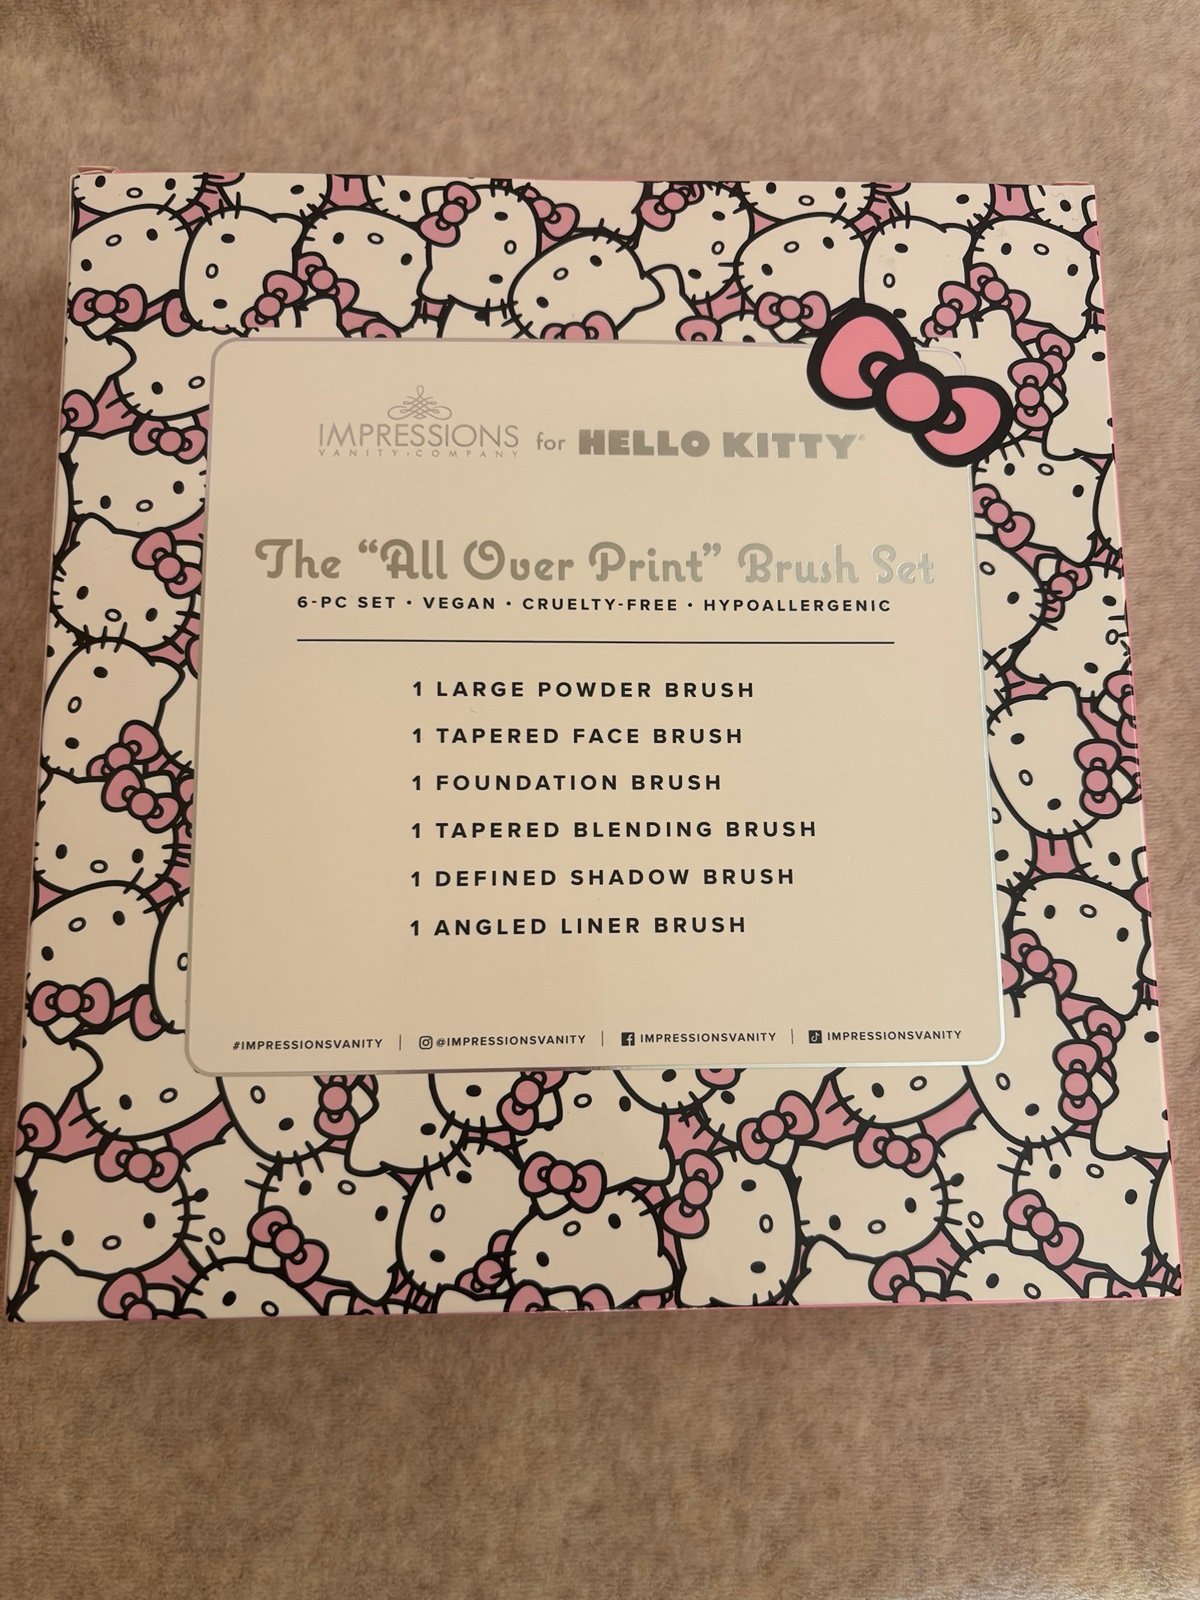 IMPRESSIONS for HELLO KITTY®
VANITY•COMPANY
The “All Over Print” Brush Set
6-PC SET • VEGAN • CRUELTY-FREE • HYPOALLERGENIC
1 LARGE POWDER BRUSH
1 TAPERED FACE BRUSH
1 FOUNDATION BRUSH
1 TAPERED BLENDING BRUSH
1 DEFINED SHADOW BRUSH
1 ANGLED LINER BRUSH
#IMPRESSIONSVANITY | @IMPRESSIONSVANITY | IMPRESSIONSVANITY | IMPRESSIONSVANITY